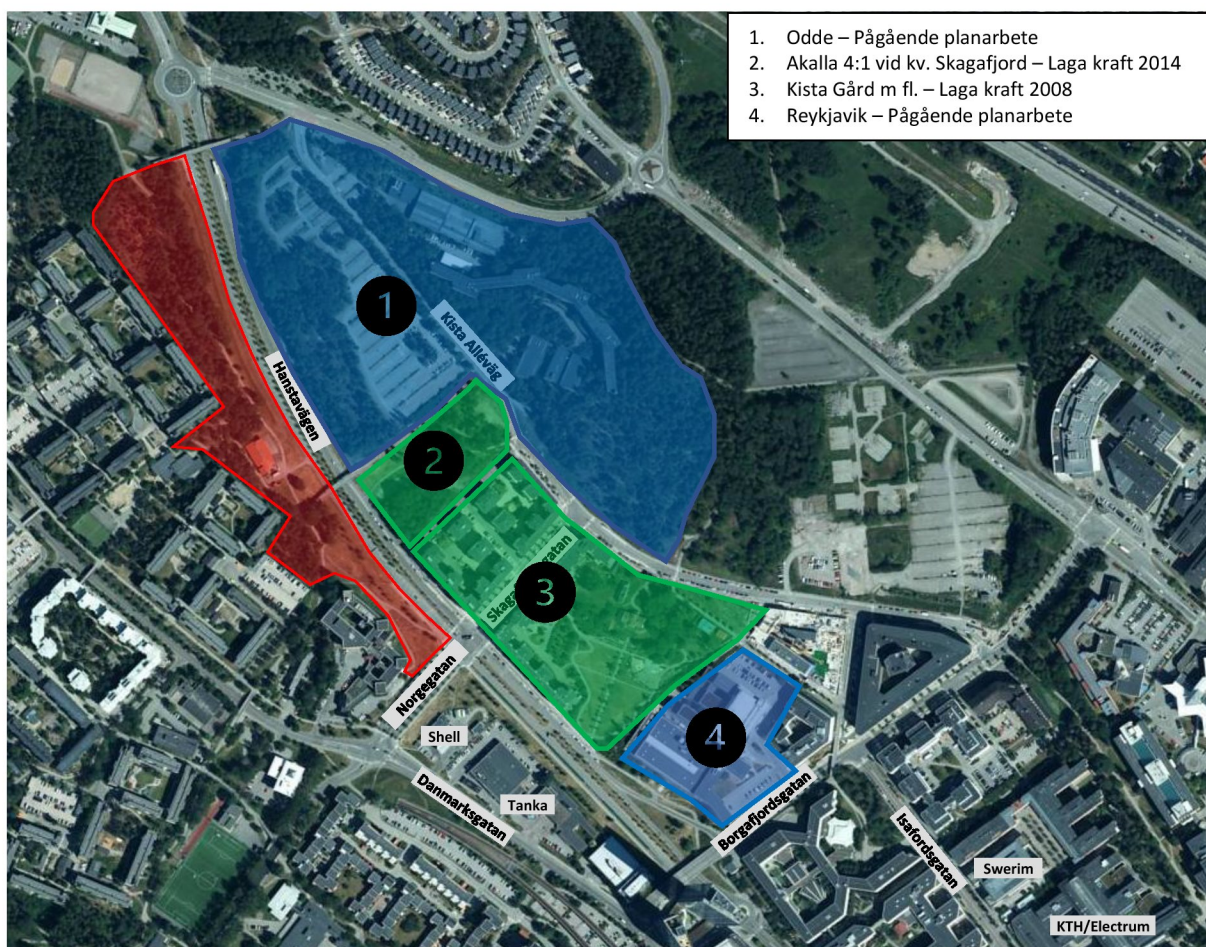 1. Odde – Pågående planarbete
2. Akalla 4:1 vid kv. Skagafjord – Laga kraft 2014
3. Kista Gård m fl. – Laga kraft 2008
4. Reykjavik – Pågående planarbete
1
Kista Alléväg
Hanstavägen
2
3
4
Norgegatan
Shell
Danmarksgatan
Tanka
Borgafjordsgatan
Isafordsgatan
Swerim
KTH/Electrum